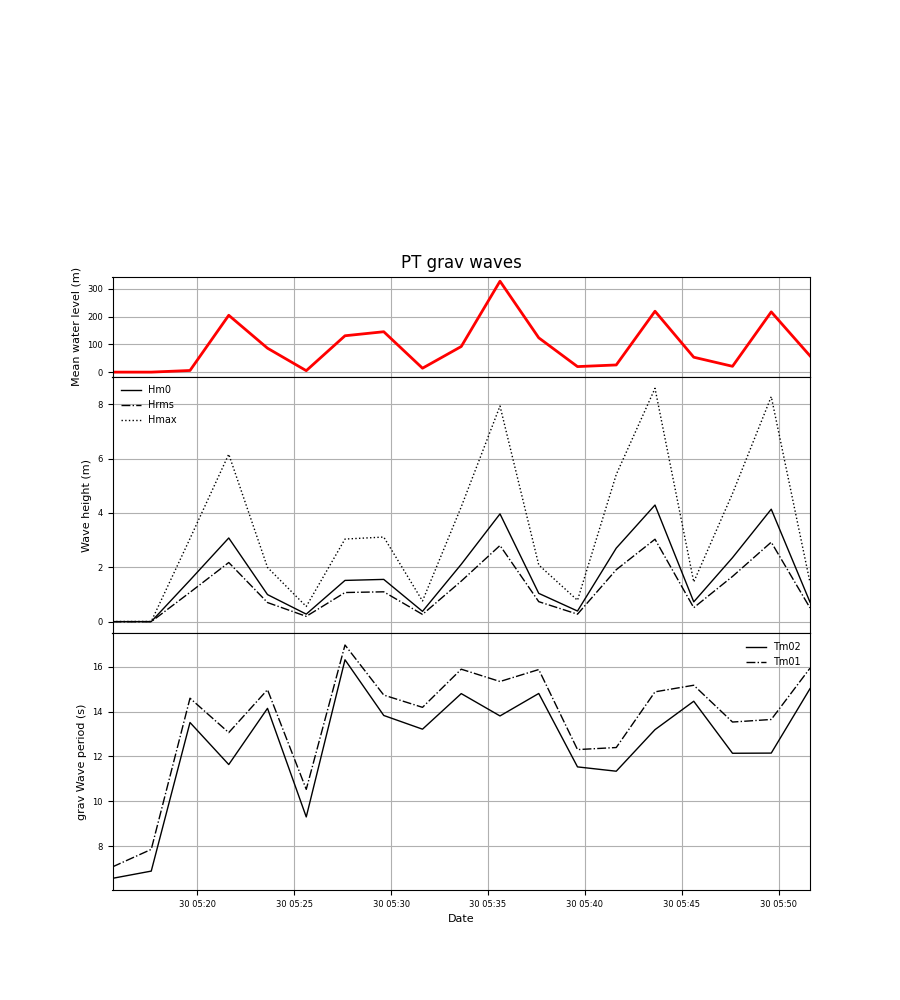 PT grav waves
Mean water level (m)
300
200
100
0
Wave height (m)
8
6
4
2
0
Hm0
Hrms
Hmax
grav Wave period (s)
16
14
12
10
8
Tm02
Tm01
30 05:20 30 05:25 30 05:30 30 05:35 30 05:40 30 05:45 30 05:50
Date